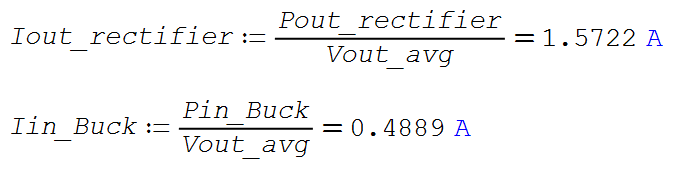 Iout_rectifier := Pout_rectifier / Vout_avg = 1.5722 A
Iin_Buck := Pin_Buck / Vout_avg = 0.4889 A